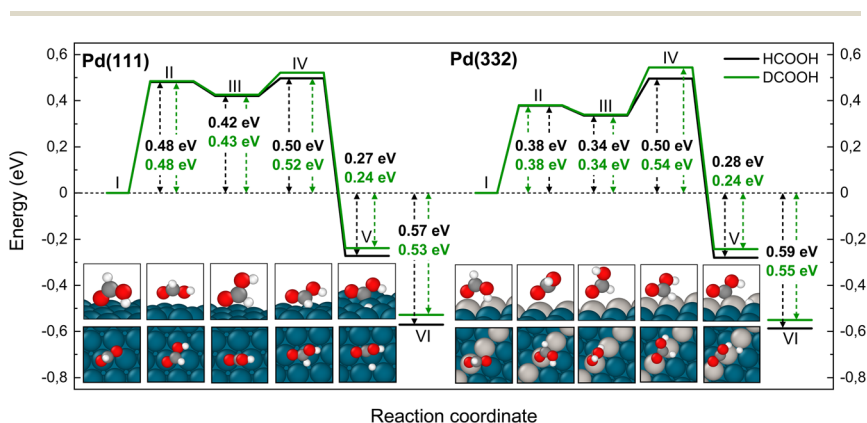 Pd(111)
Pd(332)
HCOOH
DCOOH
Energy (eV)
0,6
0,4
0,2
0
-0,2
-0,4
-0,6
-0,8
I
II
III
IV
V
VI
0.48 eV
0.48 eV
0.42 eV
0.43 eV
0.50 eV
0.52 eV
0.27 eV
0.24 eV
0.57 eV
0.53 eV
I
II
III
IV
V
VI
0.38 eV
0.38 eV
0.34 eV
0.34 eV
0.50 eV
0.54 eV
0.28 eV
0.24 eV
0.59 eV
0.55 eV
0,6
0,4
0,2
0
-0,2
-0,4
-0,6
-0,8
Reaction coordinate